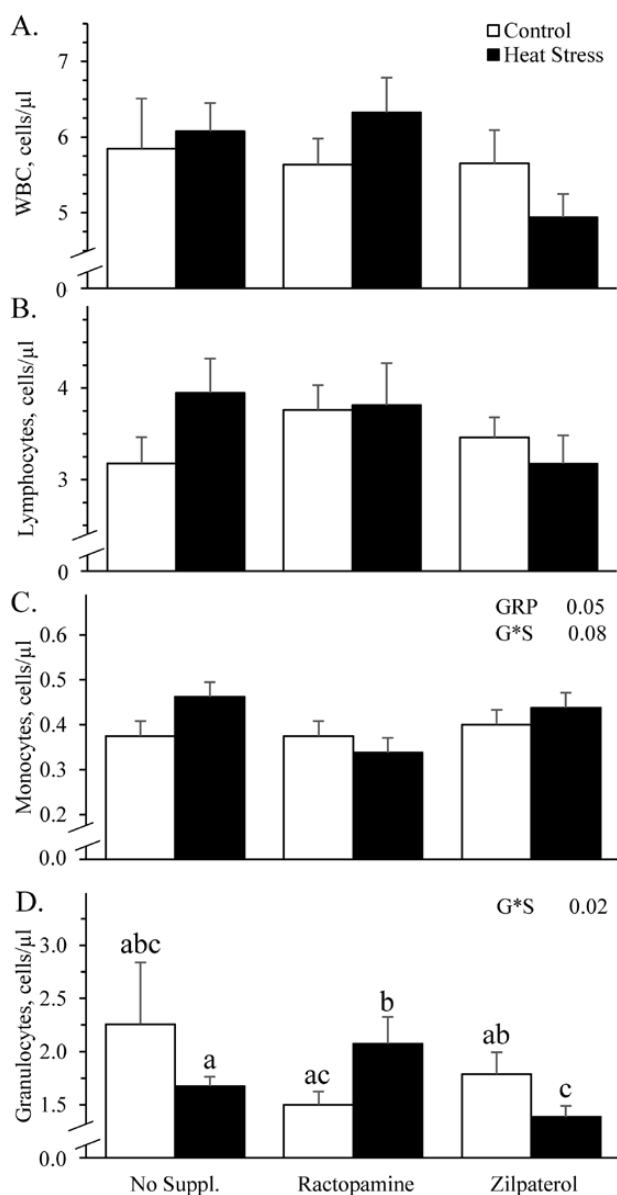 A.
Control
Heat Stress
WBC, cells/µl
7
6
5
0
B.
Lymphocytes, cells/µl
4
3
0
C.
GRP 0.05
G*S 0.08
Monocytes, cells/µl
0.6
0.5
0.4
0.3
0.2
0.0
D.
G*S 0.02
Granulocytes, cells/µl
3.0
2.25
2.0
1.5
0.0
abc
a
ac
b
ab
c
No Suppl. Ractopamine Zilpaterol